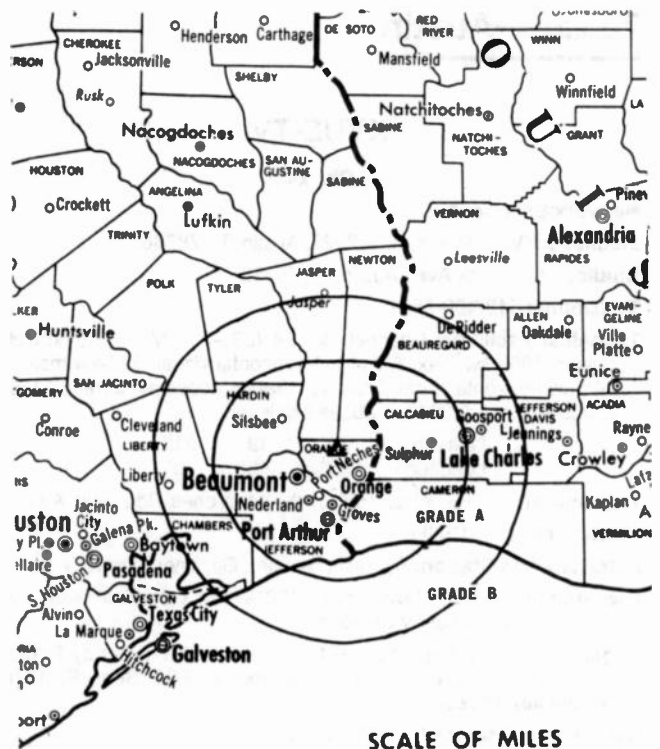 DE SOTO
RED RIVER
WINN
CHEROKEE
Henderson
Carthage
Mansfield
Jacksonville
SHELBY
Winnfield
LA
Rusk
Natchitoches
Nacogdoches
NACOGDOCHES
SAN AU-
GUSTINE
SABINE
SABINE
NATCHI-
TOCHES
GRANT
O
U
I
HOUSTON
Crockett
ANGELINA
Lufkin
VERNON
Alexandria
RAPIDES
TRINITY
NEWTON
Leesville
POLK
TYLER
JASPER
Jasper
Huntsville
De Ridder
BEAUREGARD
ALLEN
Oakdale
EVAN-
GELINE
Ville
Platte
SAN JACINTO
HARDIN
Eunice
Conroe
Cleveland
LIBERTY
Silsbee
CALCASIEU
Goosport
JEFFERSON
DAVIS
Jennings
ACADIA
Rayne
ORANGE
Sulphur
Lake Charles
Crowley
Liberty
Beaumont
Port Neches
Orange
CAMERON
Nederland
Groves
Kaplan
Jacinto
City
Galena Pk.
CHAMBERS
Port Arthur
GRADE A
VERMILION
Baytown
JEFFERSON
Pasadena
S. Houston
GALVESTON
GRADE B
Alvin
Texas City
La Marque
Hitchcock
Galveston
SCALE OF MILES